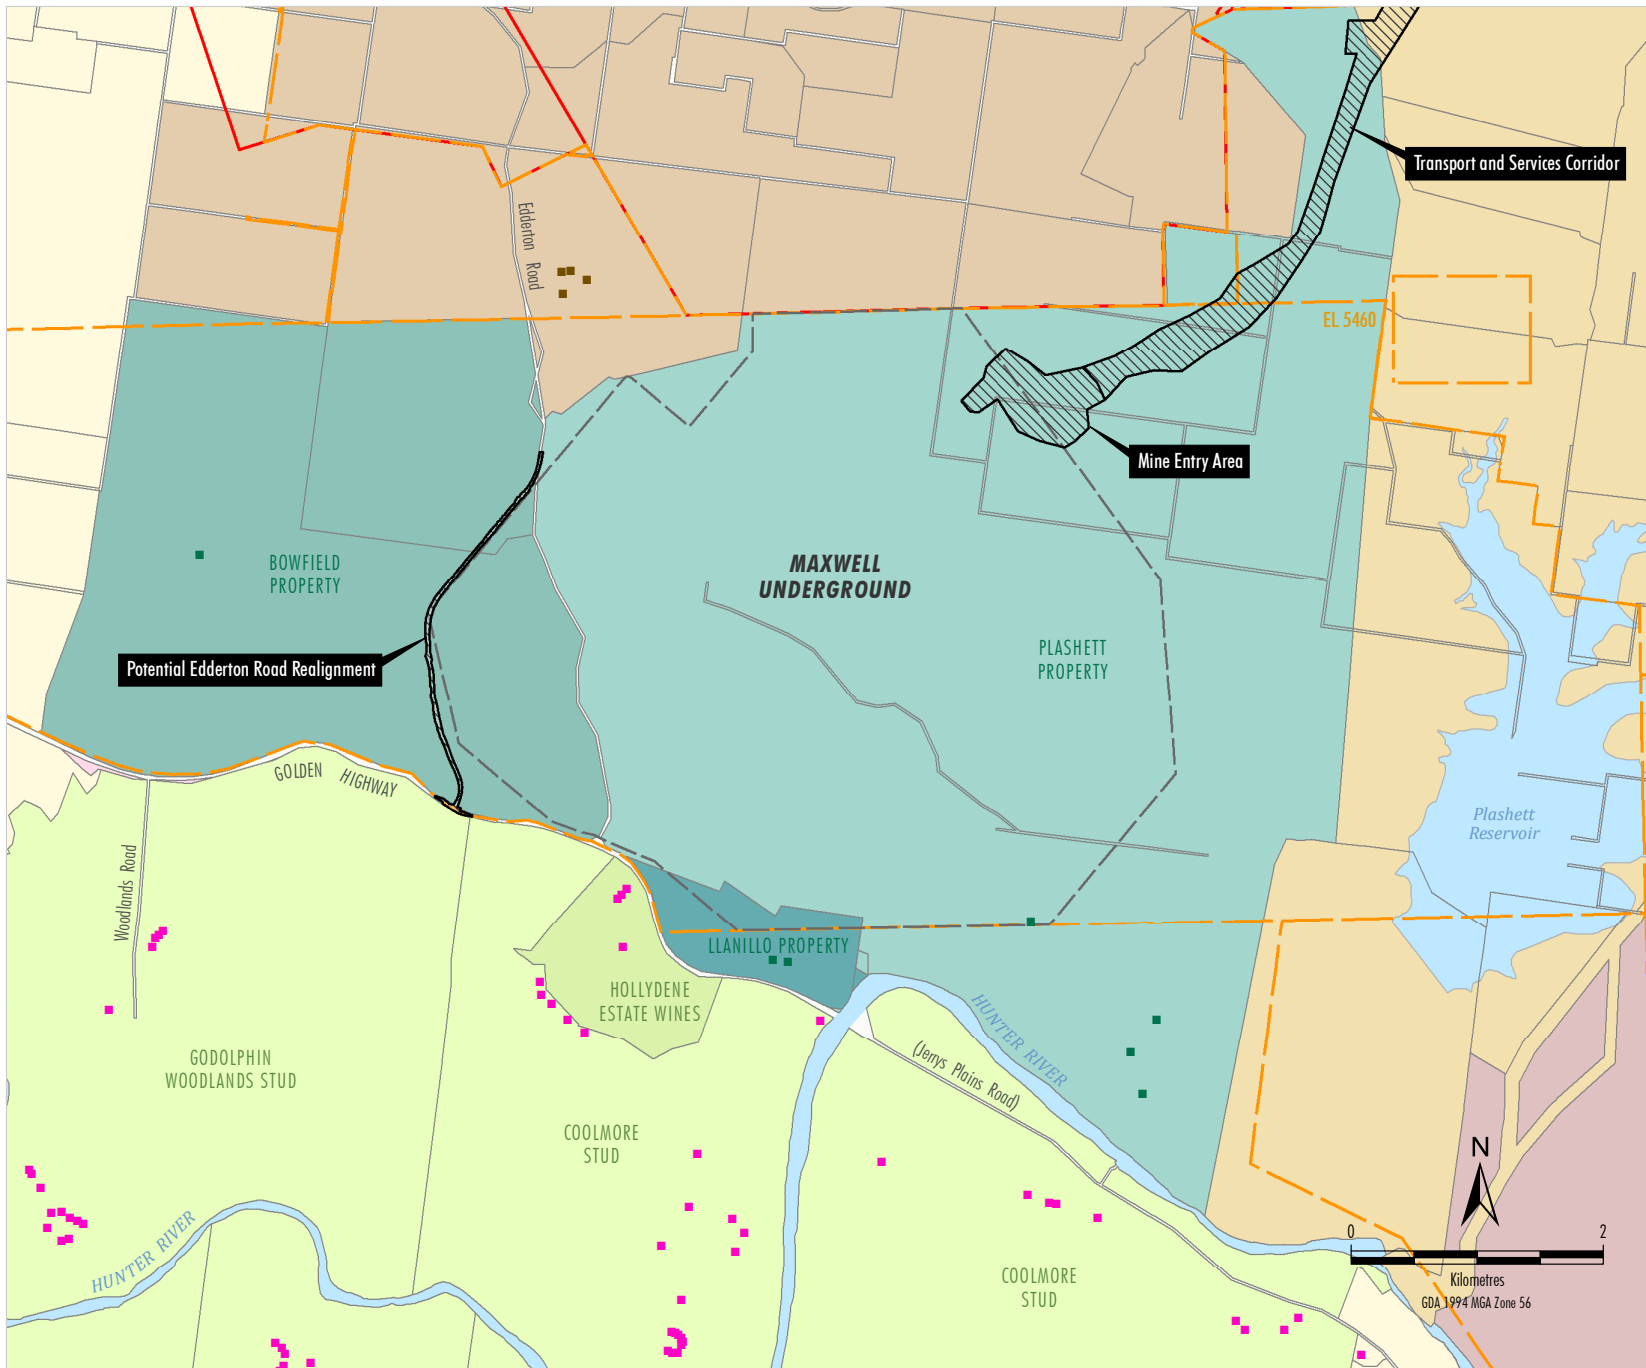 Transport and Services Corridor
Edderton Road
EL 5460
Mine Entry Area
MAXWELL
UNDERGROUND
BOWFIELD
PROPERTY
PLASHETT
PROPERTY
Potential Edderton Road Realignment
GOLDEN HIGHWAY
Plashett
Reservoir
Woodlands Road
LLANILLO PROPERTY
HOLLYDENE
ESTATE WINES
HUNTER RIVER
(Jerrys Plains Road)
GODOLPHIN
WOODLANDS STUD
COOLMORE
STUD
N
HUNTER RIVER
0 2
Kilometres
GDA 1994 MGA Zone 56
COOLMORE
STUD